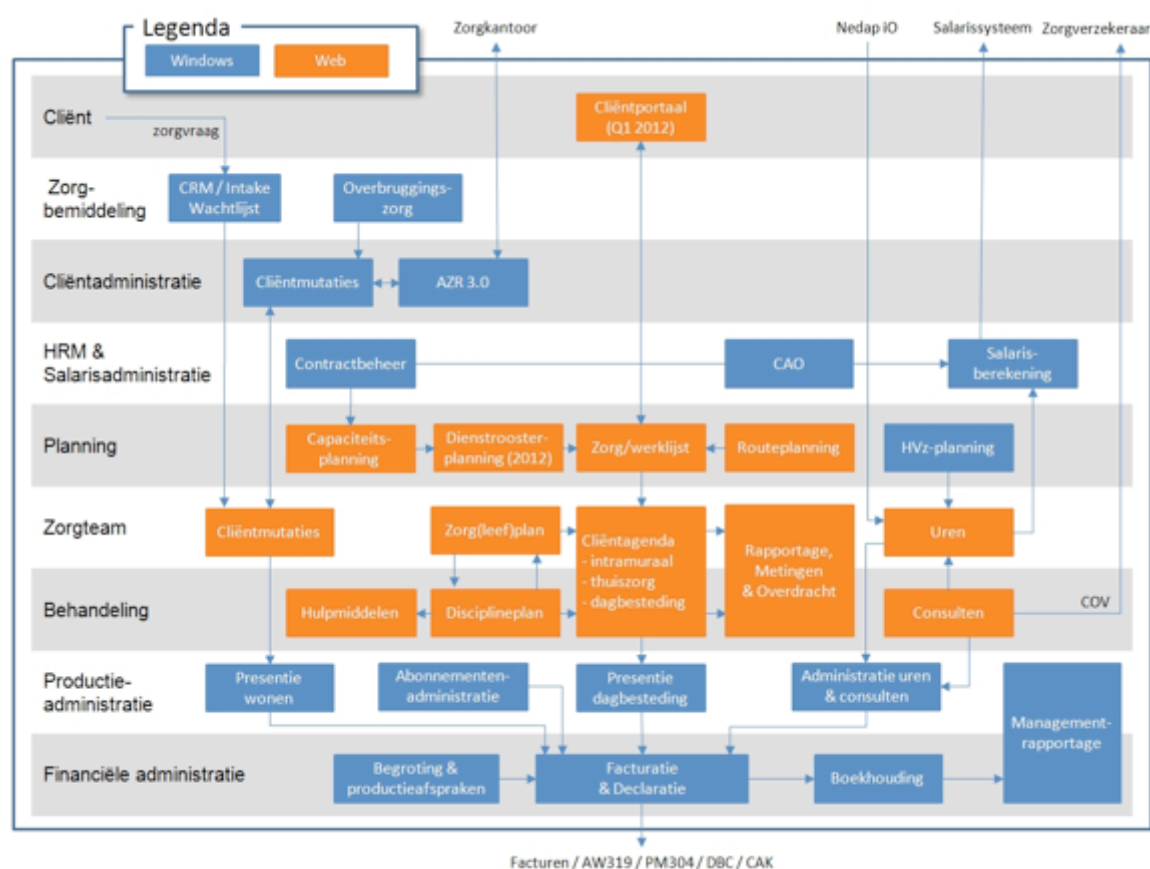 Legenda
Windows
Web
Zorgkantoor
Nedap iO
Salarissysteem
Zorgverzekeraar
Cliënt
zorgvraag
Cliëntportaal
(Q1 2012)
Zorg-
bemiddeling
CRM / Intake
Wachtlijst
Overbruggings-
zorg
Cliëntadministratie
Cliëntmutaties
AZR 3.0
HRM &
Salarisadministratie
Contractbeheer
CAO
Salaris-
berekening
Planning
Capaciteits-
planning
Dienstrooster-
planning (2012)
Zorg/werklijst
Routeplanning
HVz-planning
Zorgteam
Cliëntmutaties
Zorg(leef)plan
Cliëntagenda
- intramuraal
- thuiszorg
- dagbesteding
Rapportage,
Metingen
& Overdracht
Uren
Behandeling
Hulpmiddelen
Disciplineplan
Consulten
COV
Productie-
administratie
Presentie
wonen
Abonnementen-
administratie
Presentie
dagbesteding
Administratie uren
& consulten
Management-
rapportage
Financiële administratie
Begroting &
productieafspraken
Facturatie
& Declaratie
Boekhouding
Facturen / AW319 / PM304 / DBC / CAK